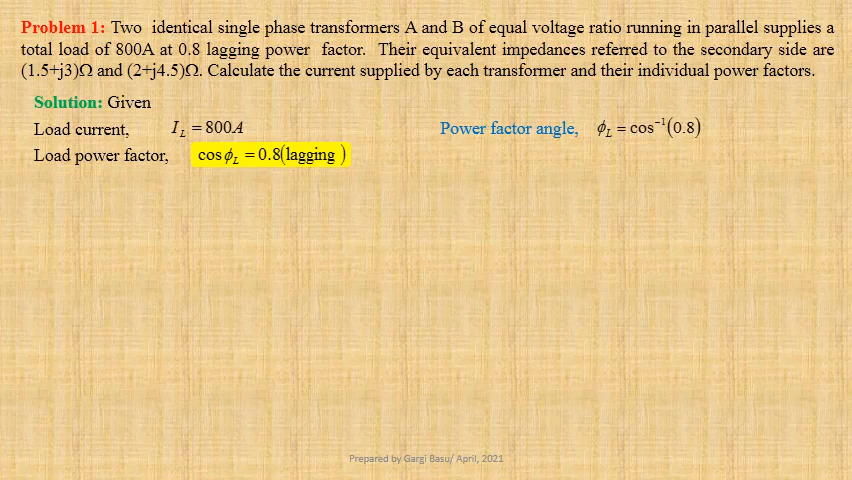 Problem 1: Two identical single phase transformers A and B of equal voltage ratio running in parallel supplies a
total load of 800A at 0.8 lagging power factor. Their equivalent impedances referred to the secondary side are
(1.5+j3)Ω and (2+j4.5)Ω. Calculate the current supplied by each transformer and their individual power factors.
Solution: Given
Load current, I_L = 800A Power factor angle, ϕ_L = cos⁻¹(0.8)
Load power factor, cos ϕ_L = 0.8(lagging )
Prepared by Gargi Basu/ April, 2021